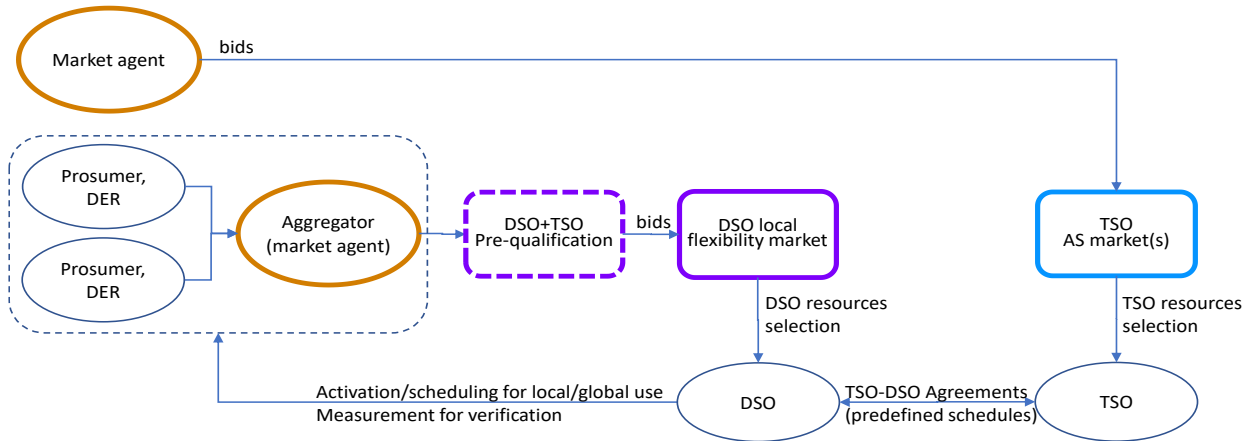 bids
Market agent
Prosumer,
DER
Aggregator
(market agent)
Prosumer,
DER
DSO+TSO
Pre-qualification
bids
DSO local
flexibility market
TSO
AS market(s)
DSO resources
selection
TSO resources
selection
Activation/scheduling for local/global use
Measurement for verification
DSO
TSO-DSO Agreements
(predefined schedules)
TSO